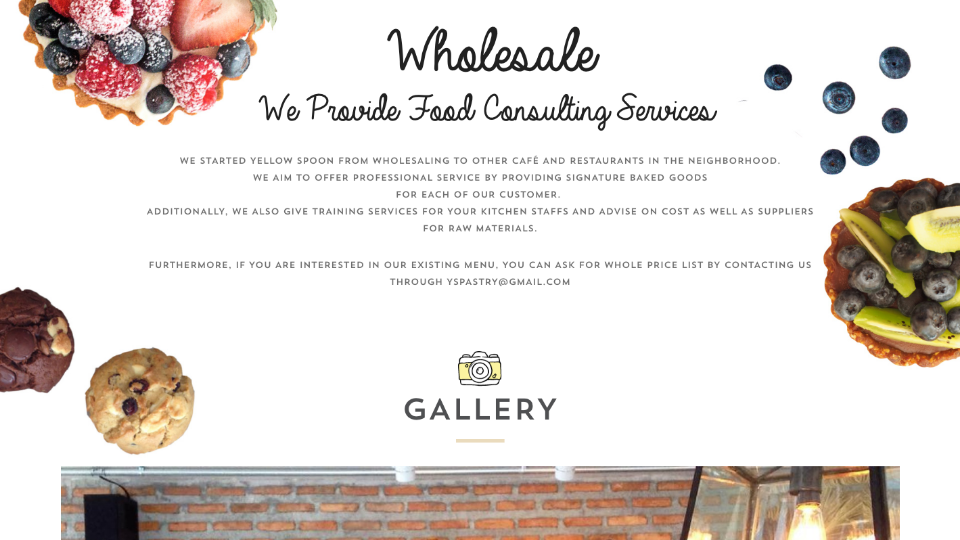 Wholesale
We Provide Food Consulting Services
WE STARTED YELLOW SPOON FROM WHOLESALING TO OTHER CAFÉ AND RESTAURANTS IN THE NEIGHBORHOOD.
WE AIM TO OFFER PROFESSIONAL SERVICE BY PROVIDING SIGNATURE BAKED GOODS
FOR EACH OF OUR CUSTOMER.
ADDITIONALLY, WE ALSO GIVE TRAINING SERVICES FOR YOUR KITCHEN STAFFS AND ADVISE ON COST AS WELL AS SUPPLIERS
FOR RAW MATERIALS.
FURTHERMORE, IF YOU ARE INTERESTED IN OUR EXISTING MENU, YOU CAN ASK FOR WHOLE PRICE LIST BY CONTACTING US
THROUGH YSPASTRY@GMAIL.COM
GALLERY